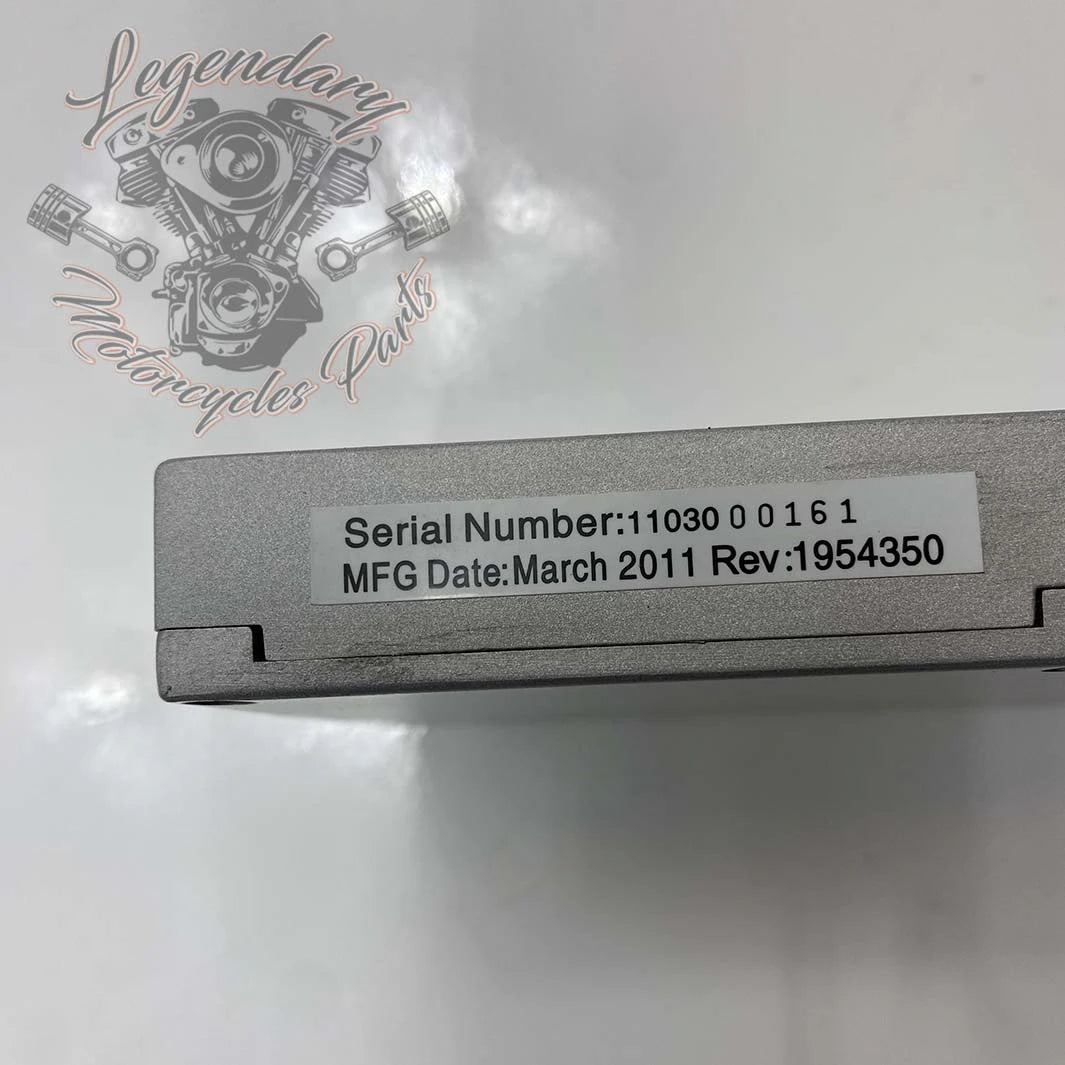 Legendary
Motorcycles Parts
Serial Number:11030 0 0 1 6 1
MFG Date:March 2011 Rev:1954350